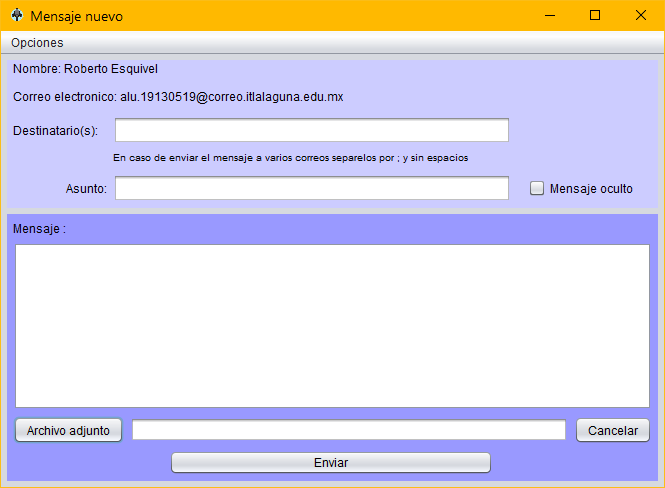 Mensaje nuevo
Opciones
Nombre: Roberto Esquivel
Correo electronico: alu.19130519@correo.itlalaguna.edu.mx
Destinatario(s):
En caso de enviar el mensaje a varios correos separelos por ; y sin espacios
Asunto: Mensaje oculto
Mensaje :
Archivo adjunto Cancelar
Enviar